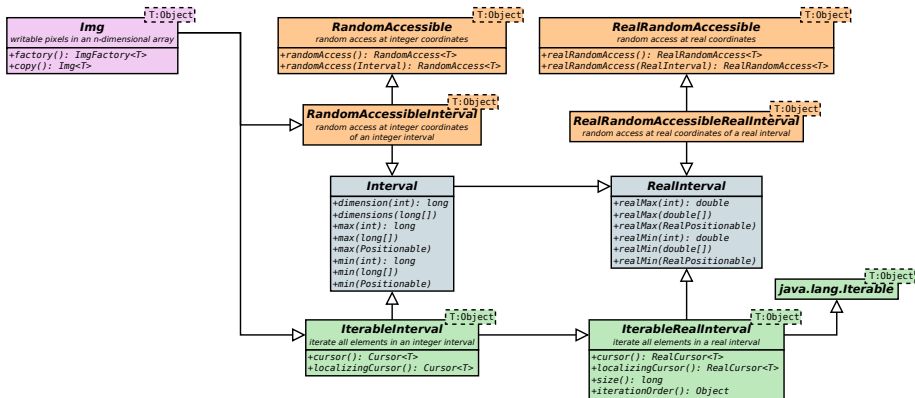 T:Object
Img
writable pixels in an n-dimensional array
+factory(): ImgFactory<T>
+copy(): Img<T>
T:Object
RandomAccessible
random access at integer coordinates
+randomAccess(): RandomAccess<T>
+randomAccess(Interval): RandomAccess<T>
T:Object
RealRandomAccessible
random access at real coordinates
+realRandomAccess(): RealRandomAccess<T>
+realRandomAccess(RealInterval): RealRandomAccess<T>
T:Object
RandomAccessibleInterval
random access at integer coordinates
of an integer interval
T:Object
RealRandomAccessibleRealInterval
random access at real coordinates of a real interval
Interval
+dimension(int): long
+dimensions(long[])
+max(int): long
+max(long[])
+max(Positionable)
+min(int): long
+min(long[])
+min(Positionable)
RealInterval
+realMax(int): double
+realMax(double[])
+realMax(RealPositionable)
+realMin(int): double
+realMin(double[])
+realMin(RealPositionable)
T:Object
java.lang.Iterable
T:Object
IterableInterval
iterate all elements in an integer interval
+cursor(): Cursor<T>
+localizingCursor(): Cursor<T>
T:Object
IterableRealInterval
iterate all elements in a real interval
+cursor(): RealCursor<T>
+localizingCursor(): RealCursor<T>
+size(): long
+iterationOrder(): Object